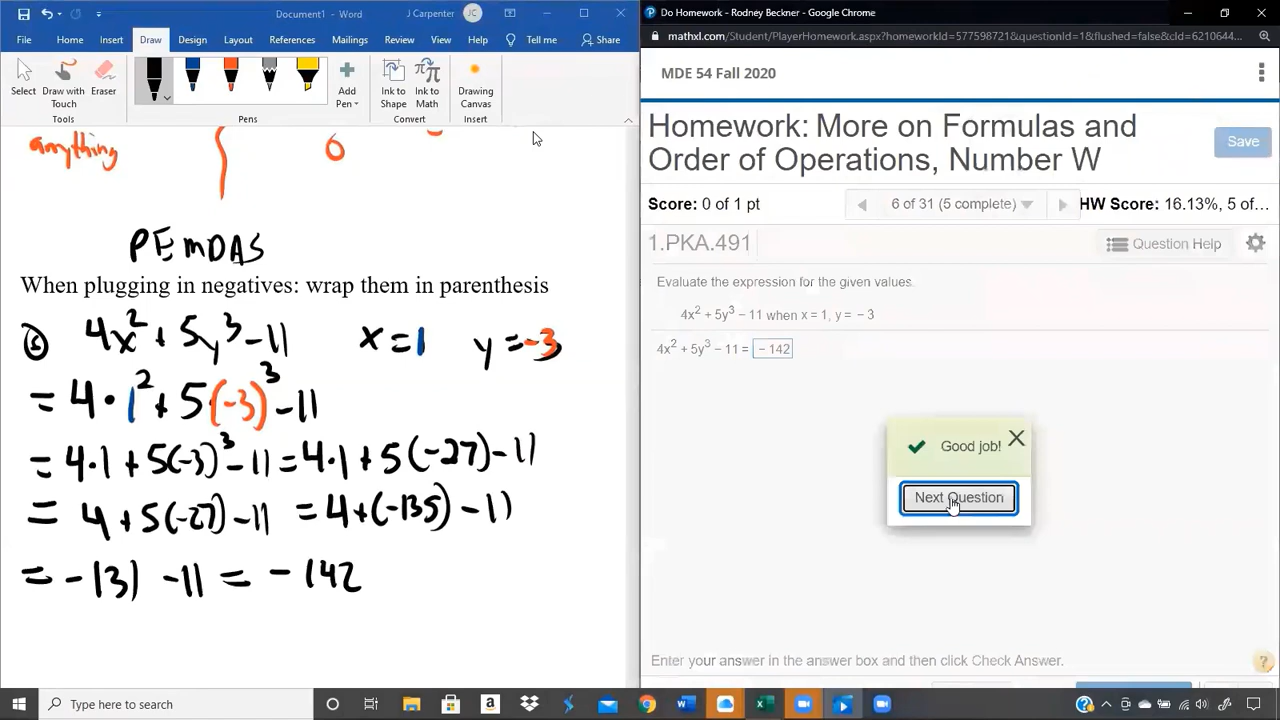 Document1 - Word
J Carpenter
JC
File
Home
Insert
Draw
Design
Layout
References
Mailings
Review
View
Help
Tell me
Share
Select
Draw with Touch
Eraser
Add Pen
Ink to Shape
Ink to Math
Drawing Canvas
Tools
Pens
Convert
Insert
anything
0
PEMDAS
When plugging in negatives: wrap them in parenthesis
⑥ 4x² + 5y³ - 11 x = 1 y = -3
= 4 · 1² + 5(-3)³ - 11
= 4·1 + 5(-3)³ - 11 = 4·1 + 5(-27) - 11
= 4 + 5(-27) - 11 = 4 + (-135) - 11
= -131 - 11 = -142
Do Homework - Rodney Beckner - Google Chrome
mathxl.com/Student/PlayerHomework.aspx?homeworkId=577598721&questionId=1&flushed=false&cId=6210644...
MDE 54 Fall 2020
Homework: More on Formulas and
Order of Operations, Number W
Save
Score: 0 of 1 pt
6 of 31 (5 complete)
HW Score: 16.13%, 5 of...
1.PKA.491
Question Help
Evaluate the expression for the given values.
4x² + 5y³ − 11 when x = 1, y = − 3
4x² + 5y³ − 11 = − 142
Good job!
Next Question
Enter your answer in the answer box and then click Check Answer.
?
Type here to search